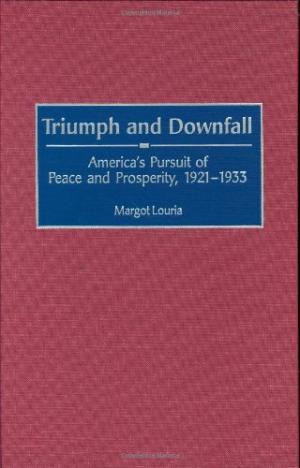 Triumph and Downfall
America's Pursuit of
Peace and Prosperity, 1921–1933
Margot Louria